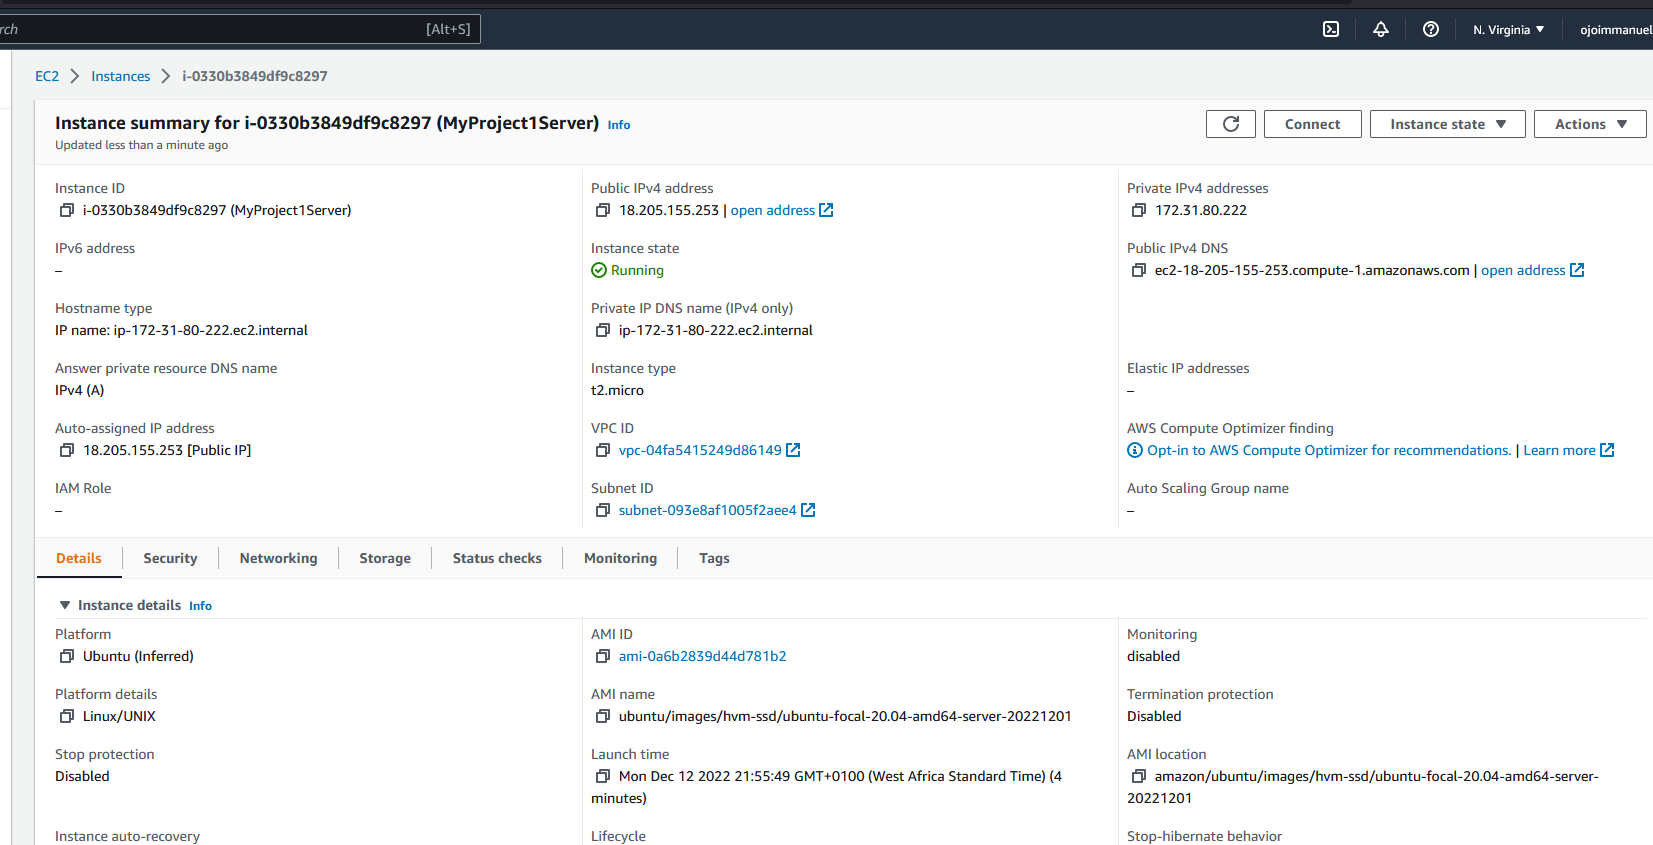 rch [Alt+S] N. Virginia ▼ ojoimmanuel
EC2 > Instances > i-0330b3849df9c8297
Instance summary for i-0330b3849df9c8297 (MyProject1Server) Info
Updated less than a minute ago
Connect
Instance state ▼
Actions ▼
Instance ID
i-0330b3849df9c8297 (MyProject1Server)
Public IPv4 address
18.205.155.253 | open address
Private IPv4 addresses
172.31.80.222
IPv6 address
–
Instance state
Running
Public IPv4 DNS
ec2-18-205-155-253.compute-1.amazonaws.com | open address
Hostname type
IP name: ip-172-31-80-222.ec2.internal
Private IP DNS name (IPv4 only)
ip-172-31-80-222.ec2.internal
Answer private resource DNS name
IPv4 (A)
Instance type
t2.micro
Elastic IP addresses
–
Auto-assigned IP address
18.205.155.253 [Public IP]
VPC ID
vpc-04fa5415249d86149
AWS Compute Optimizer finding
Opt-in to AWS Compute Optimizer for recommendations. | Learn more
IAM Role
–
Subnet ID
subnet-093e8af1005f2aee4
Auto Scaling Group name
–
Details Security Networking Storage Status checks Monitoring Tags
▼ Instance details Info
Platform
Ubuntu (Inferred)
AMI ID
ami-0a6b2839d44d781b2
Monitoring
disabled
Platform details
Linux/UNIX
AMI name
ubuntu/images/hvm-ssd/ubuntu-focal-20.04-amd64-server-20221201
Termination protection
Disabled
Stop protection
Disabled
Launch time
Mon Dec 12 2022 21:55:49 GMT+0100 (West Africa Standard Time) (4
minutes)
AMI location
amazon/ubuntu/images/hvm-ssd/ubuntu-focal-20.04-amd64-server-
20221201
Instance auto-recovery
Lifecycle
Stop-hibernate behavior